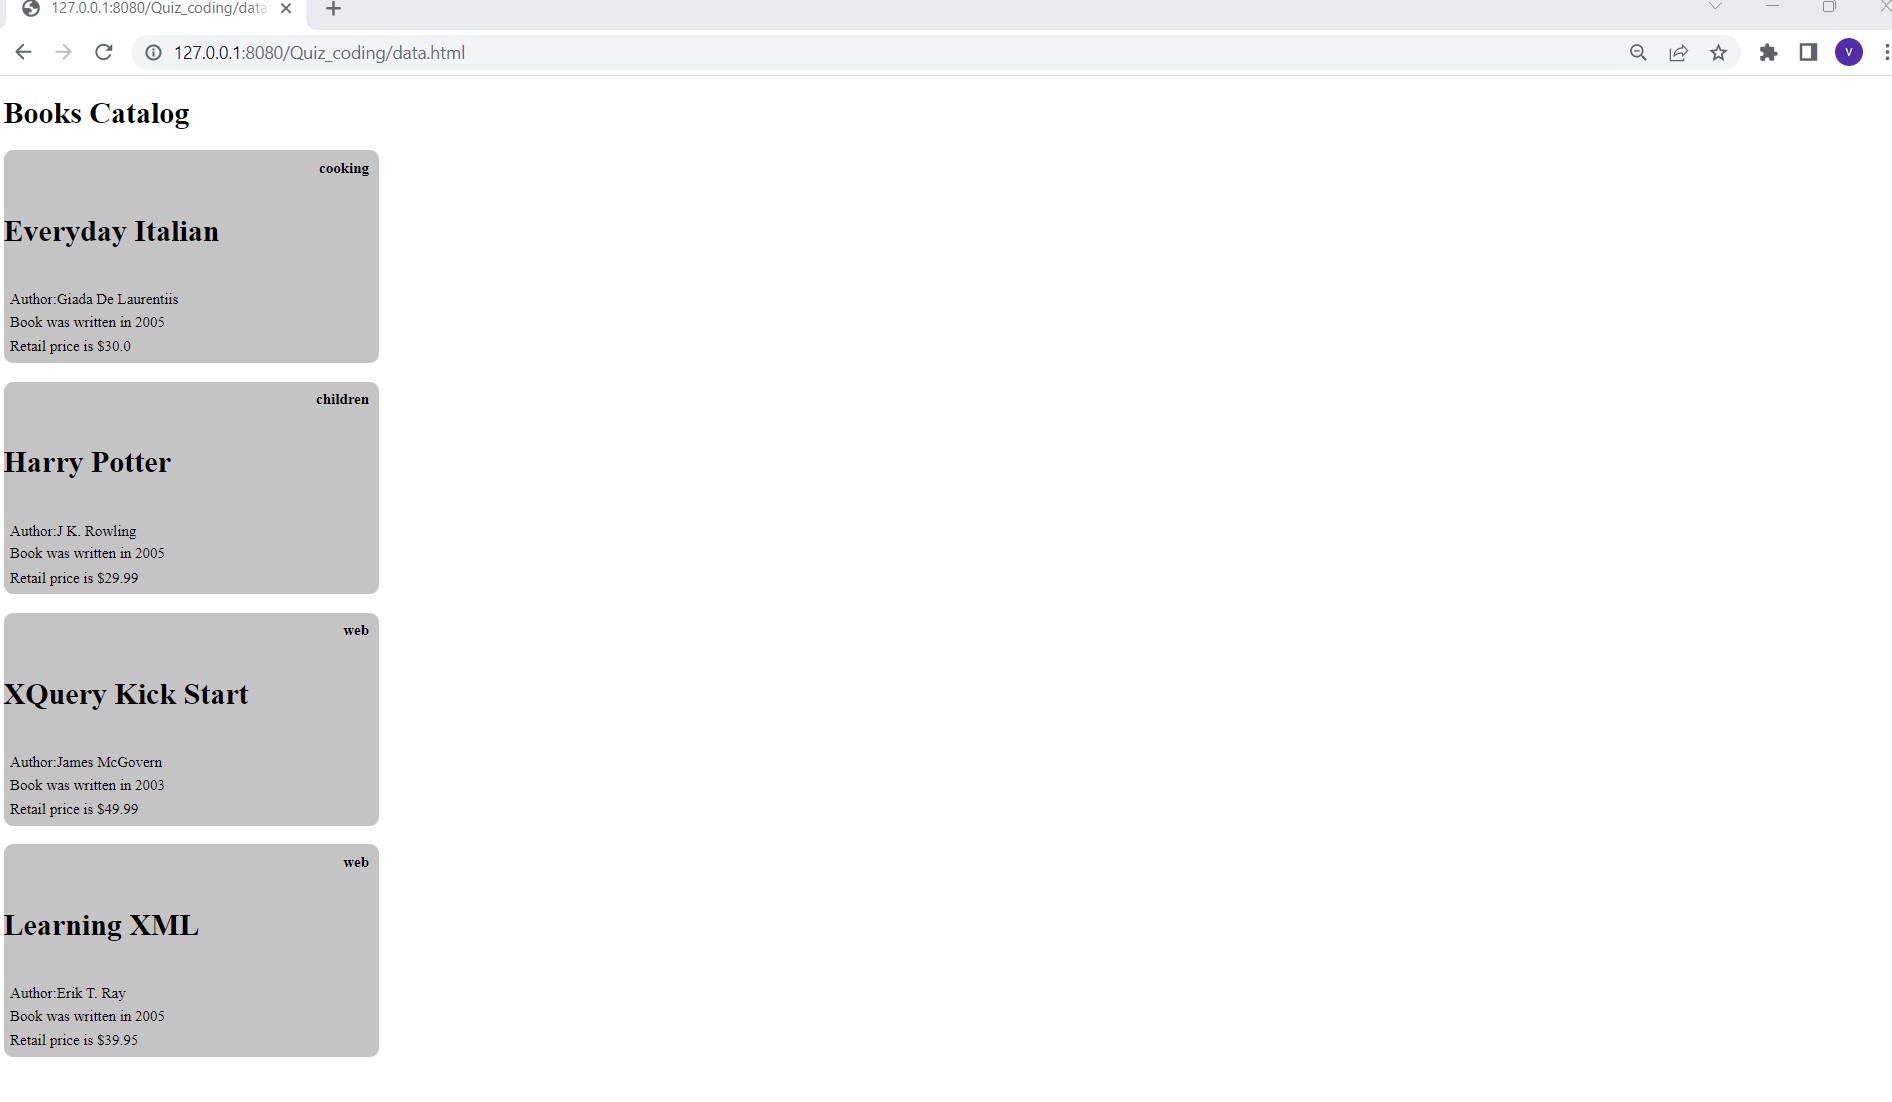 127.0.0.1:8080/Quiz_coding/data
127.0.0.1:8080/Quiz_coding/data.html
V
Books Catalog
cooking
Everyday Italian
Author:Giada De Laurentiis
Book was written in 2005
Retail price is $30.0
children
Harry Potter
Author:J K. Rowling
Book was written in 2005
Retail price is $29.99
web
XQuery Kick Start
Author:James McGovern
Book was written in 2003
Retail price is $49.99
web
Learning XML
Author:Erik T. Ray
Book was written in 2005
Retail price is $39.95